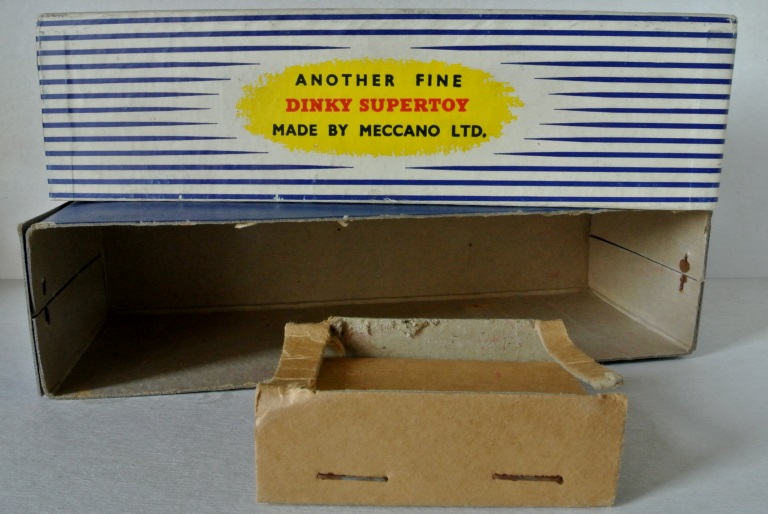 ANOTHER FINE
DINKY SUPERTOY
MADE BY MECCANO LTD.